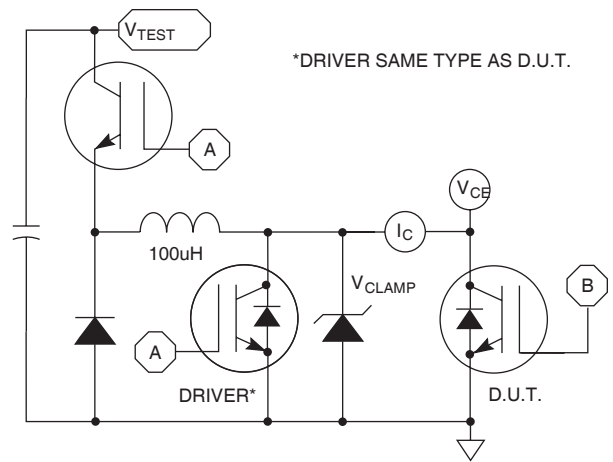 VTEST
*DRIVER SAME TYPE AS D.U.T.
A
VCE
IC
100uH
VCLAMP
B
A
DRIVER*
D.U.T.